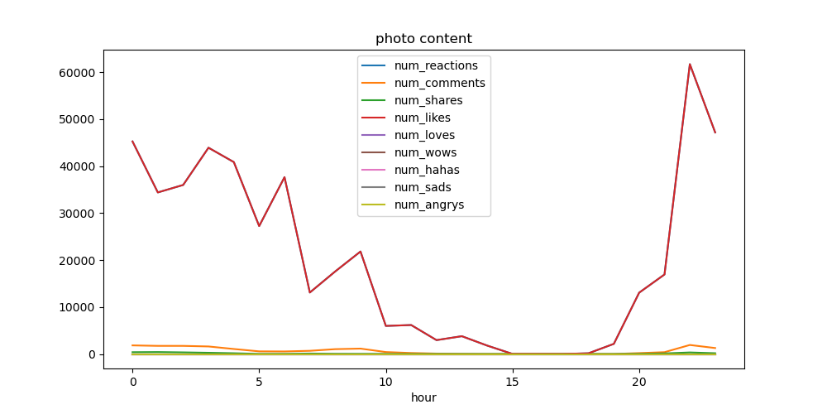 photo content
num_reactions
num_comments
num_shares
num_likes
num_loves
num_wows
num_hahas
num_sads
num_angrys
60000
50000
40000
30000
20000
10000
0
0 5 10 15 20
hour